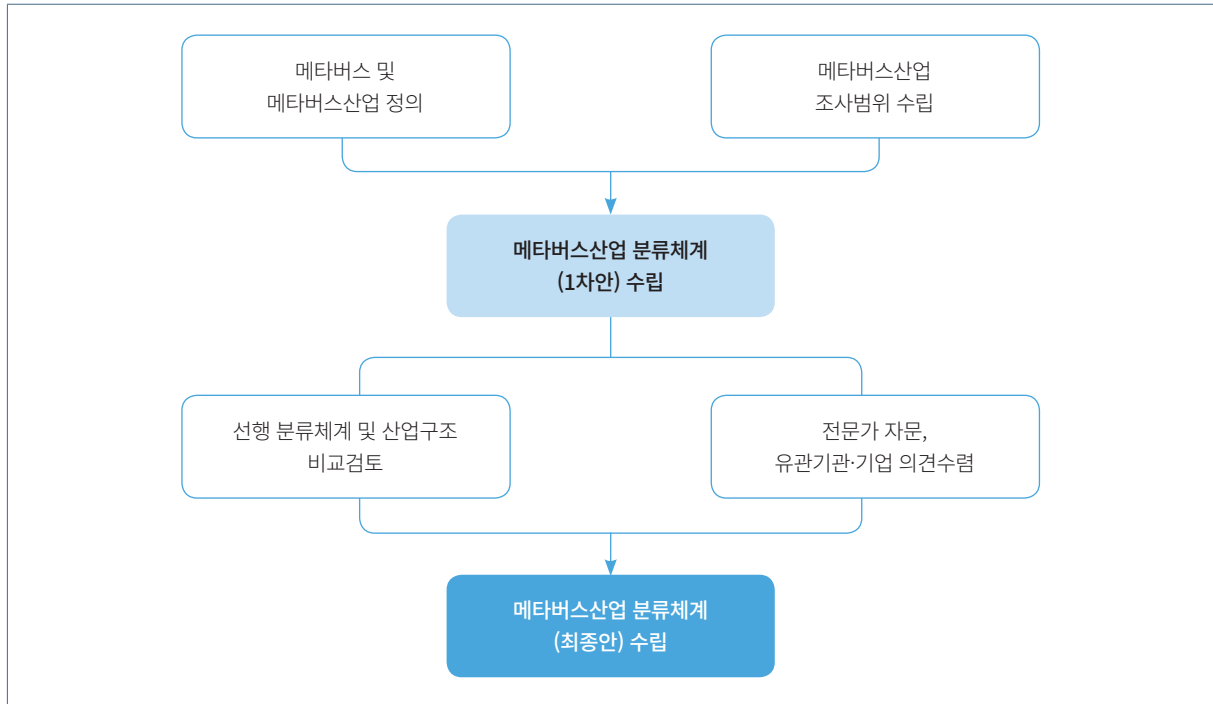 메타버스 및
메타버스산업 정의
메타버스산업
조사범위 수립
메타버스산업 분류체계
(1차안) 수립
선행 분류체계 및 산업구조
비교검토
전문가 자문,
유관기관·기업 의견수렴
메타버스산업 분류체계
(최종안) 수립